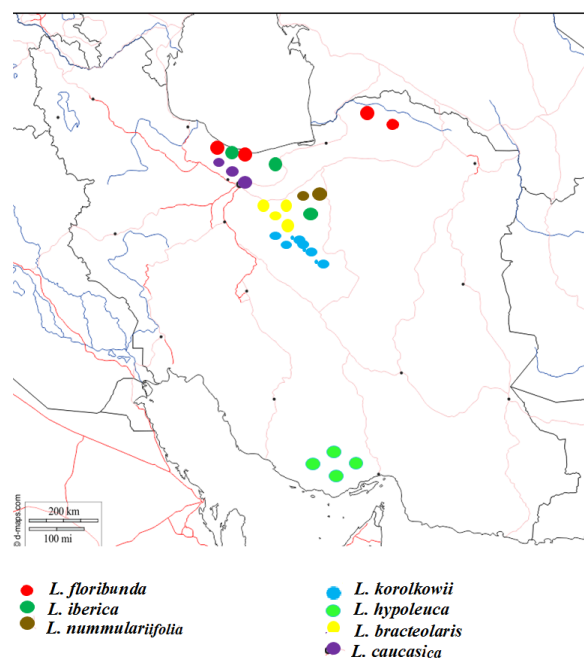 © d-maps.com
200 km
100 mi
L. floribunda
L. iberica
L. nummulariifolia
L. korolkowii
L. hypoleuca
L. bracteolaris
L. caucasica